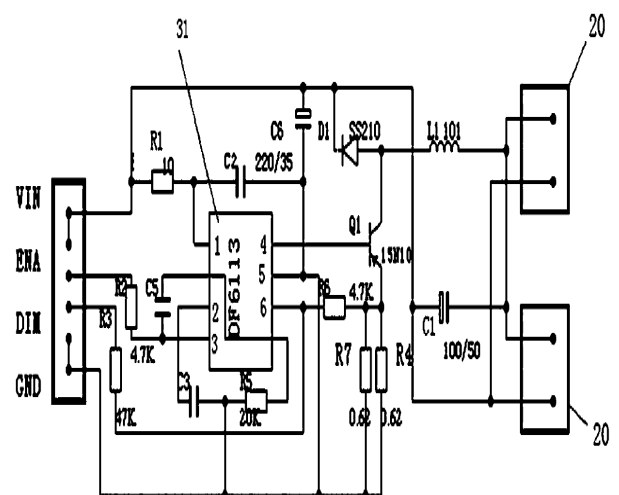 31
20
C6
D1
SS210
L1 101
R1
10
C2
220/35
VIN
Q1
15N10
1
4
ENA
5
DF6113
R2
C5
2
6
R6
4.7K
DIM
R3
3
C1
4.7K
100/50
R7
R4
GND
C3
R5
47K
20K
0.62
0.62
20